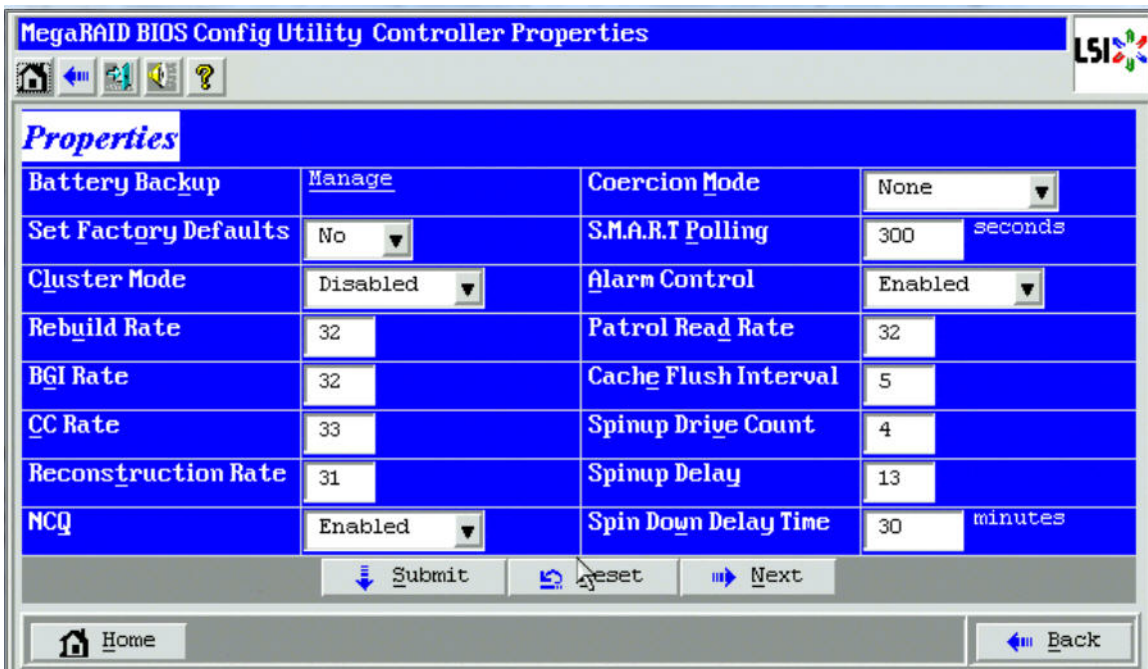 MegaRAID BIOS Config Utility Controller Properties
LSI
?
Properties
Battery Backup Manage Coercion Mode None
Set Factory Defaults No S.M.A.R.T Polling 300 seconds
Cluster Mode Disabled Alarm Control Enabled
Rebuild Rate 32 Patrol Read Rate 32
BGI Rate 32 Cache Flush Interval 5
CC Rate 33 Spinup Drive Count 4
Reconstruction Rate 31 Spinup Delay 13
NCQ Enabled Spin Down Delay Time 30 minutes
Submit Reset Next
Home Back